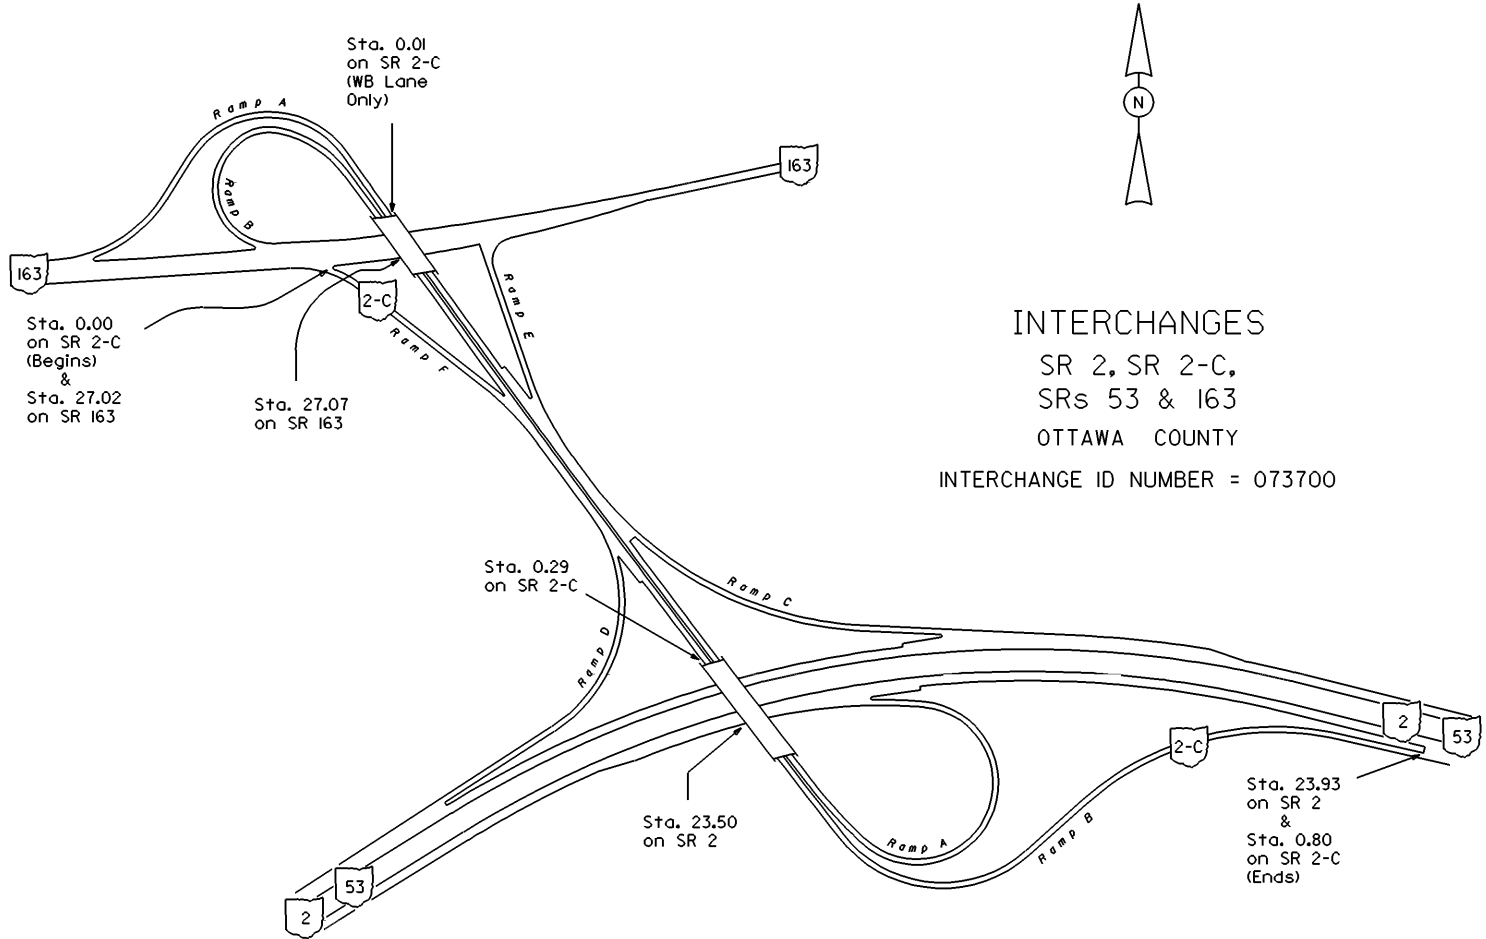 Sta. 0.01
on SR 2-C
(WB Lane
Only)
N
Ramp A
163
Ramp B
163
2-C
Ramp E
Ramp F
Sta. 0.00
on SR 2-C
(Begins)
&
Sta. 27.02
on SR 163
Sta. 27.07
on SR 163
INTERCHANGES
SR 2, SR 2-C,
SRs 53 & 163
OTTAWA COUNTY
INTERCHANGE ID NUMBER = 073700
Sta. 0.29
on SR 2-C
Ramp C
Ramp D
2
53
2-C
Sta. 23.50
on SR 2
Ramp A
Ramp B
Sta. 23.93
on SR 2
&
Sta. 0.80
on SR 2-C
(Ends)
53
2